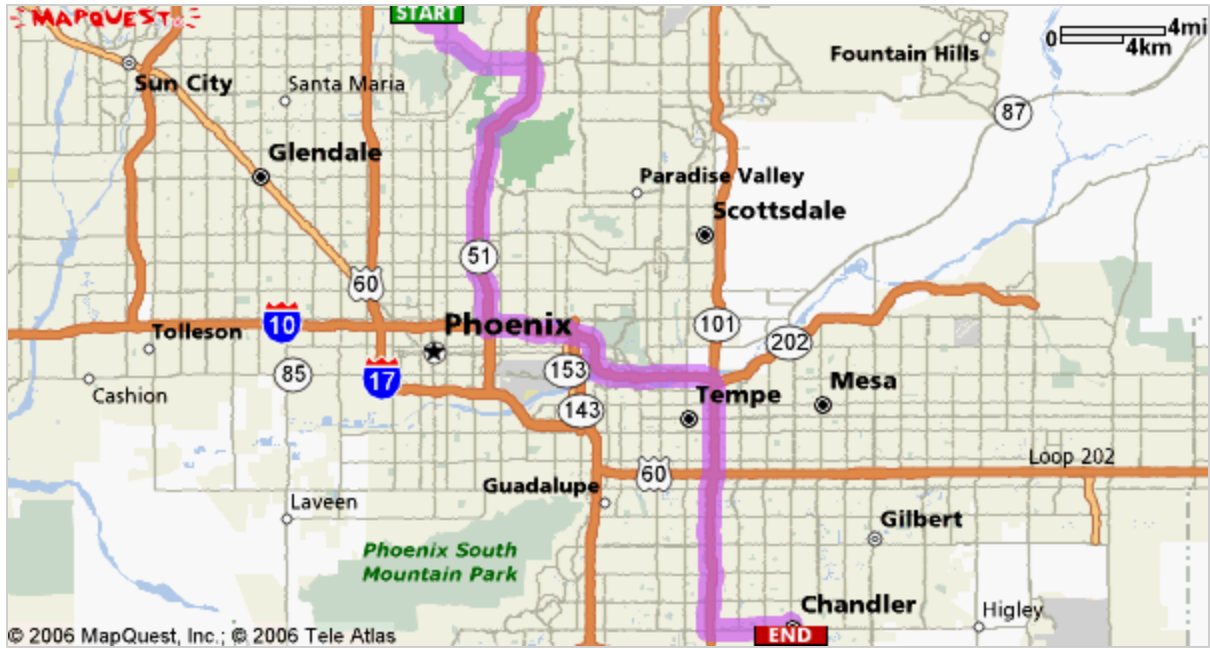 MAPQUEST
START
0 4mi
4km
Fountain Hills
Sun City
Santa Maria
87
Glendale
Paradise Valley
Scottsdale
51
60
10
Phoenix
101
202
Tolleson
85
17
153
Mesa
Cashion
Tempe
143
60
Loop 202
Guadalupe
Laveen
Gilbert
Phoenix South
Mountain Park
Chandler
Higley
END
© 2006 MapQuest, Inc.; © 2006 Tele Atlas